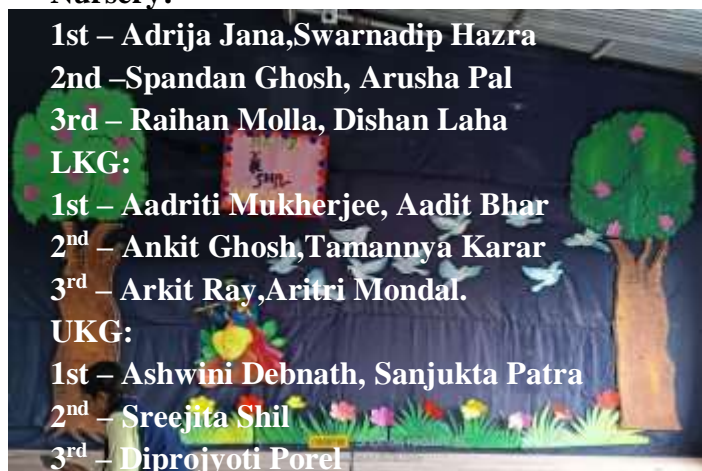 Nursery:
1st – Adrija Jana,Swarnadip Hazra
2nd –Spandan Ghosh, Arusha Pal
3rd – Raihan Molla, Dishan Laha
LKG:
1st – Aadriti Mukherjee, Aadit Bhar
2nd – Ankit Ghosh,Tamannya Karar
3rd – Arkit Ray,Aritri Mondal.
UKG:
1st – Ashwini Debnath, Sanjukta Patra
2nd – Sreejita Shil
3rd – Diprojyoti Porel